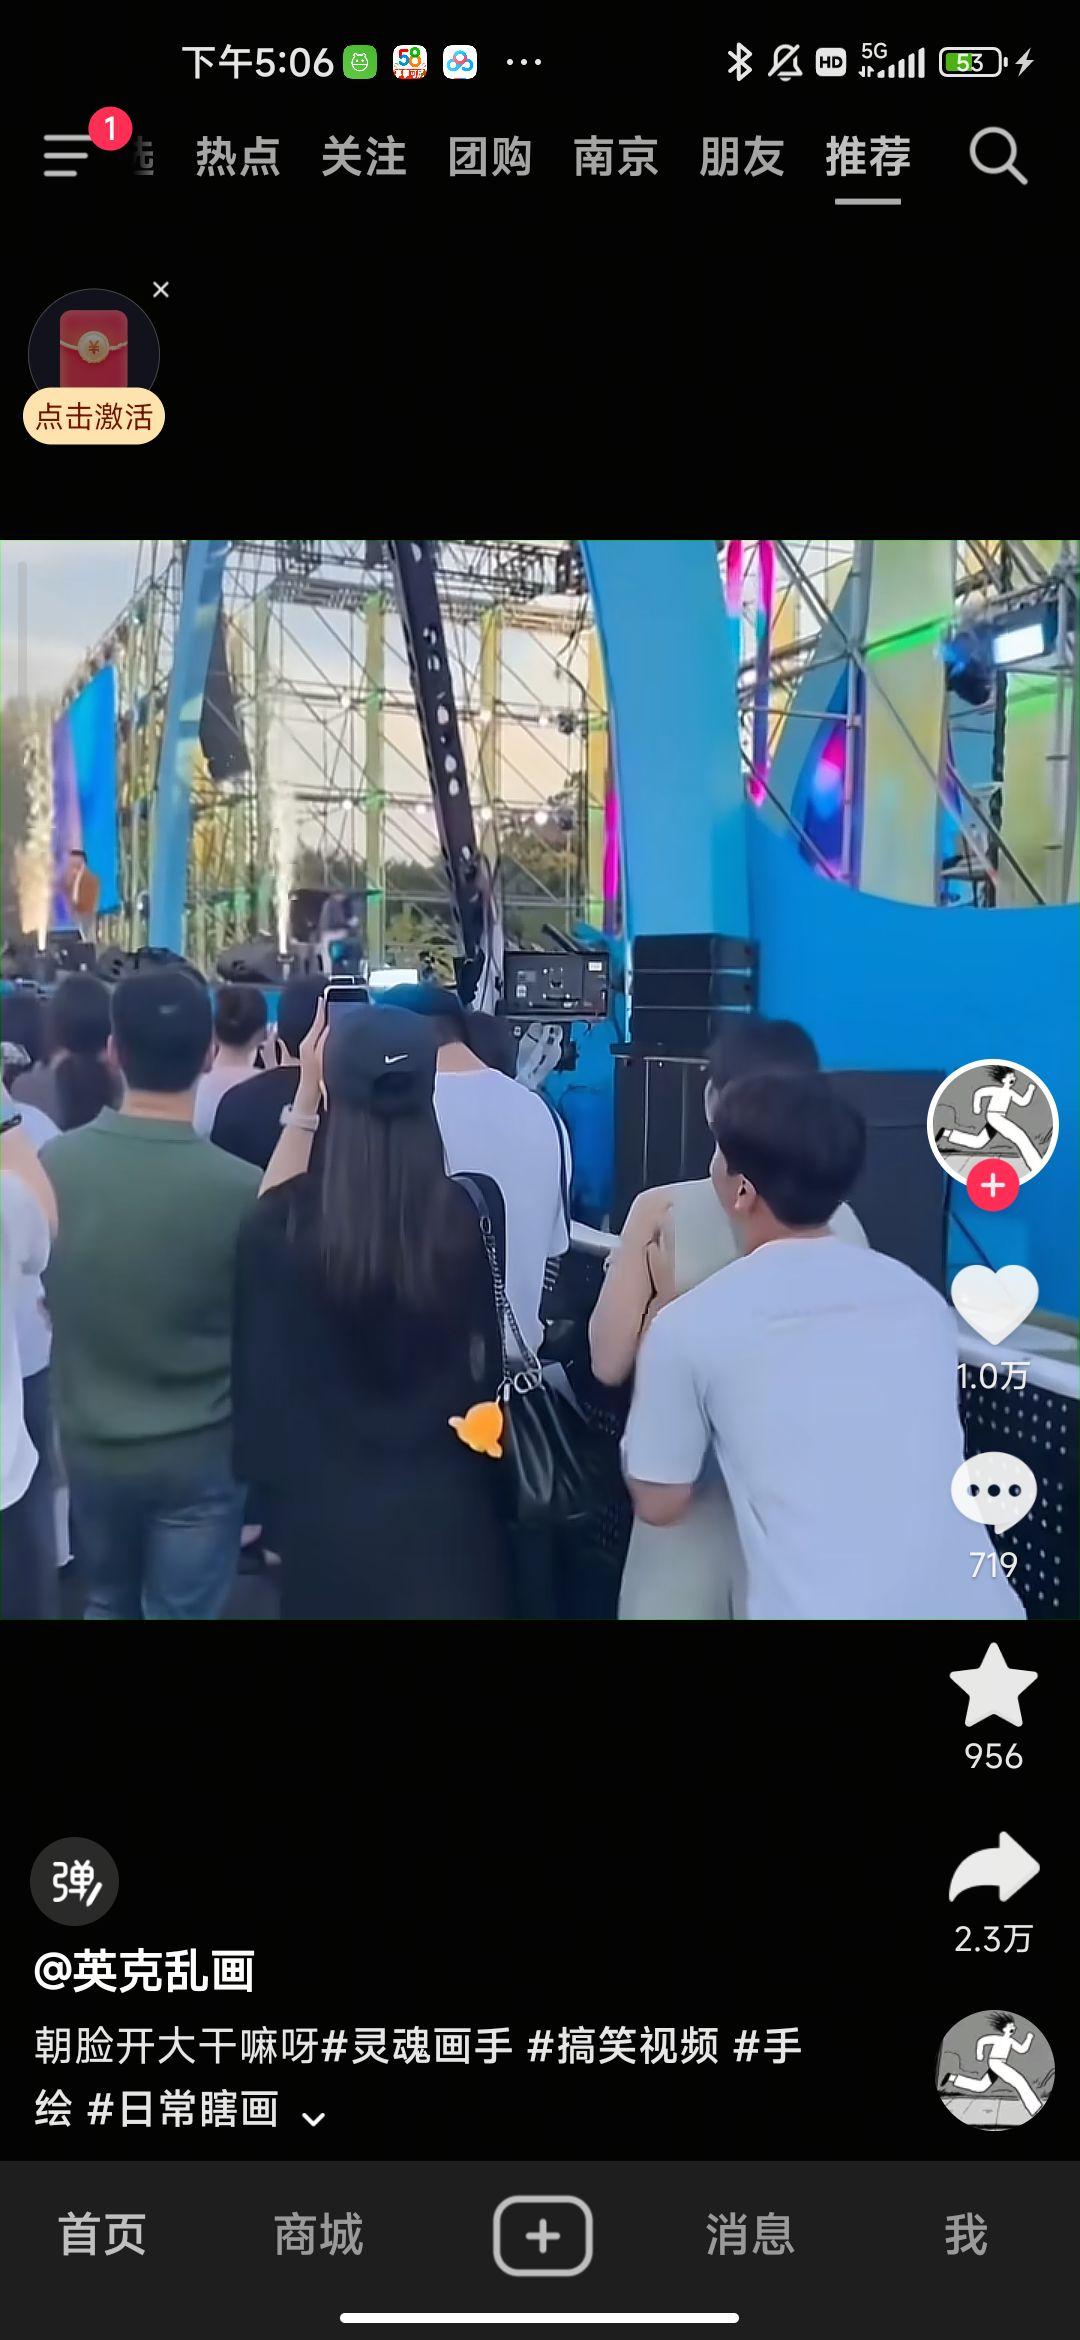 下午5:06
58
HD
5G
53
1
热点 关注 团购 南京 朋友 推荐
点击激活
1.0万
719
956
2.3万
弹
@英克乱画
朝脸开大干嘛呀#灵魂画手 #搞笑视频 #手
绘 #日常瞎画
首页 商城 消息 我